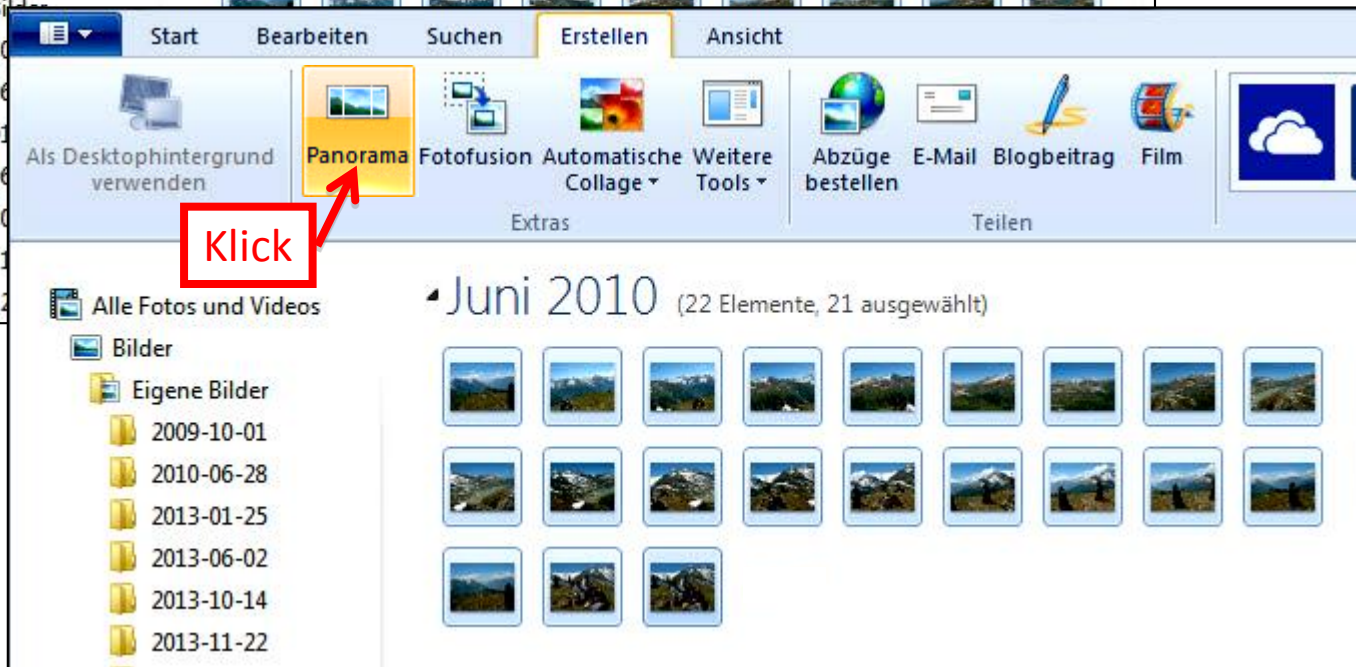 Start Bearbeiten Suchen Erstellen Ansicht
Als Desktophintergrund
verwenden
Panorama
Fotofusion
Automatische
Collage
Weitere
Tools
Abzüge
bestellen
E-Mail
Blogbeitrag
Film
Extras
Teilen
Klick
Alle Fotos und Videos
Bilder
Eigene Bilder
2009-10-01
2010-06-28
2013-01-25
2013-06-02
2013-10-14
2013-11-22
Juni 2010 (22 Elemente, 21 ausgewählt)